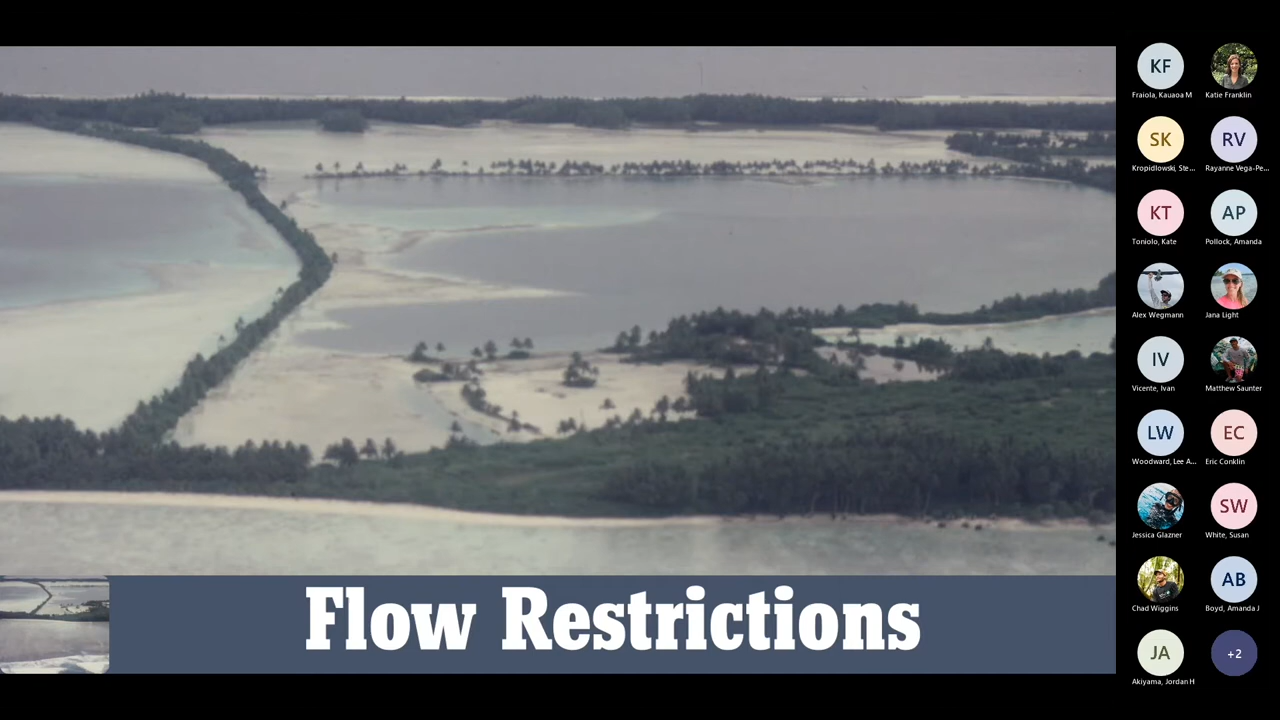 Flow Restrictions
KF
Fraiola, Kauaoa M
Katie Franklin
SK
RV
Kropidlowski, Ste...
Rayanne Vega-Pe...
KT
AP
Toniolo, Kate
Pollock, Amanda
Alex Wegmann
Jana Light
IV
Vicente, Ivan
Matthew Saunter
LW
EC
Woodward, Lee A...
Eric Conklin
SW
Jessica Glazner
White, Susan
AB
Chad Wiggins
Boyd, Amanda J
JA
+2
Akiyama, Jordan H